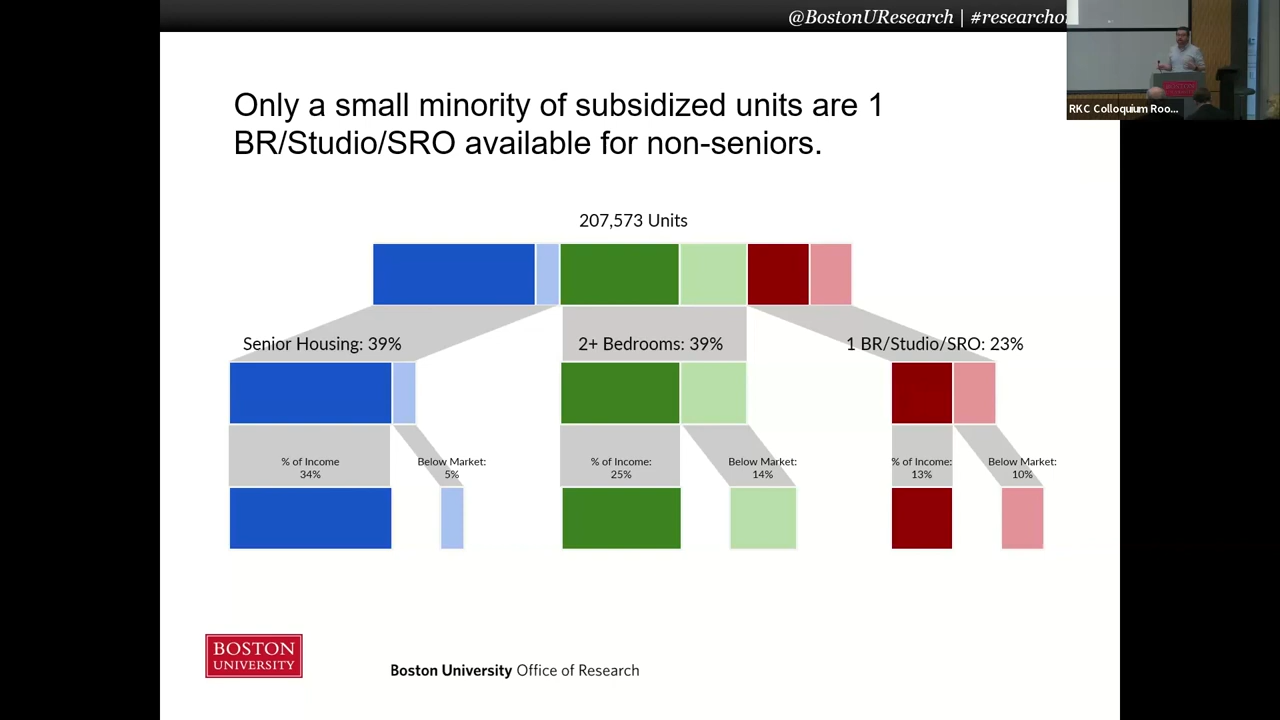 @BostonUResearch | #researchon
RKC Colloquium Roo...
Only a small minority of subsidized units are 1
BR/Studio/SRO available for non-seniors.
207,573 Units
Senior Housing: 39%
2+ Bedrooms: 39%
1 BR/Studio/SRO: 23%
% of Income
34%
Below Market:
5%
% of Income:
25%
Below Market:
14%
% of Income:
13%
Below Market:
10%
BOSTON
UNIVERSITY
Boston University Office of Research